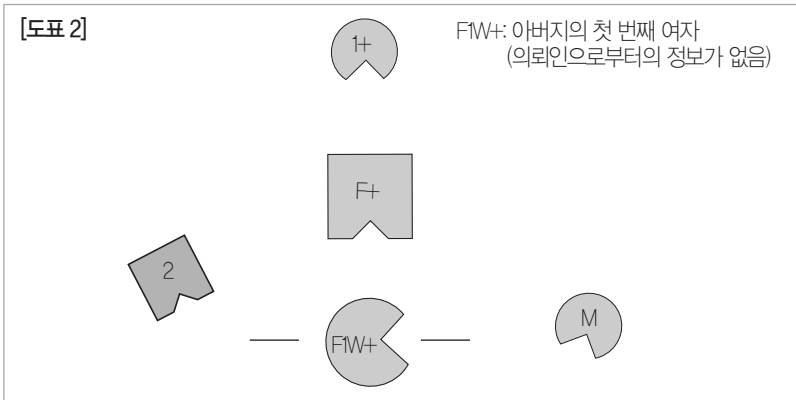 [도표 2]
F1W+: 아버지의 첫 번째 여자
(의뢰인으로부터의 정보가 없음)
1+
F+
2
F1W+
M